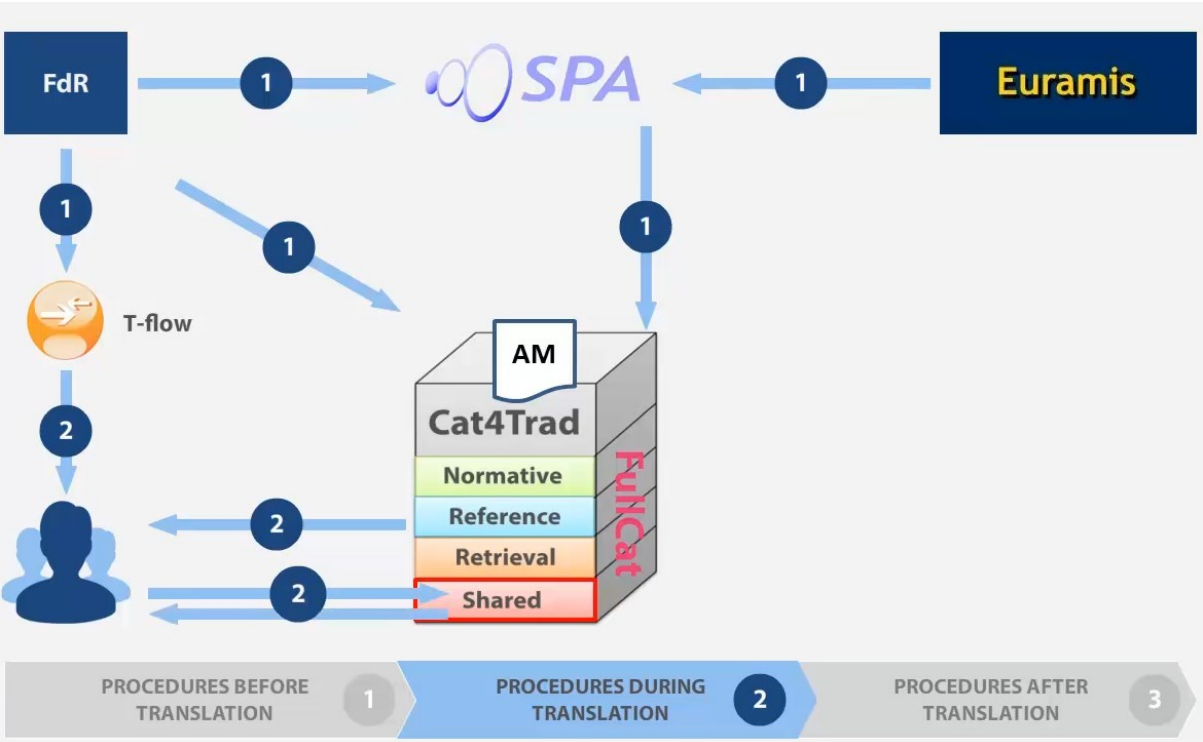 FdR
1
SPA
1
Euramis
1
1
1
T-flow
AM
2
Cat4Trad
FullCat
Normative
Reference
2
Retrieval
2
Shared
PROCEDURES BEFORE
TRANSLATION
1
PROCEDURES DURING
TRANSLATION
2
PROCEDURES AFTER
TRANSLATION
3